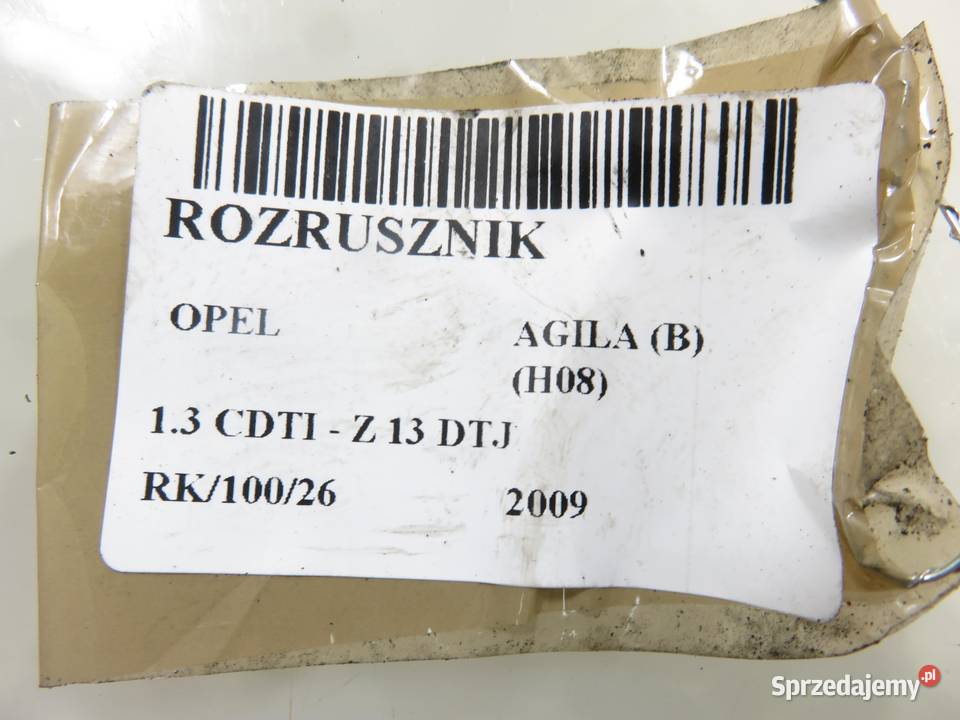 ROZRUSZNIK
OPEL AGILA (B)
(H08)
1.3 CDTI - Z 13 DTJ
RK/100/26 2009
Sprzedajemy.pl